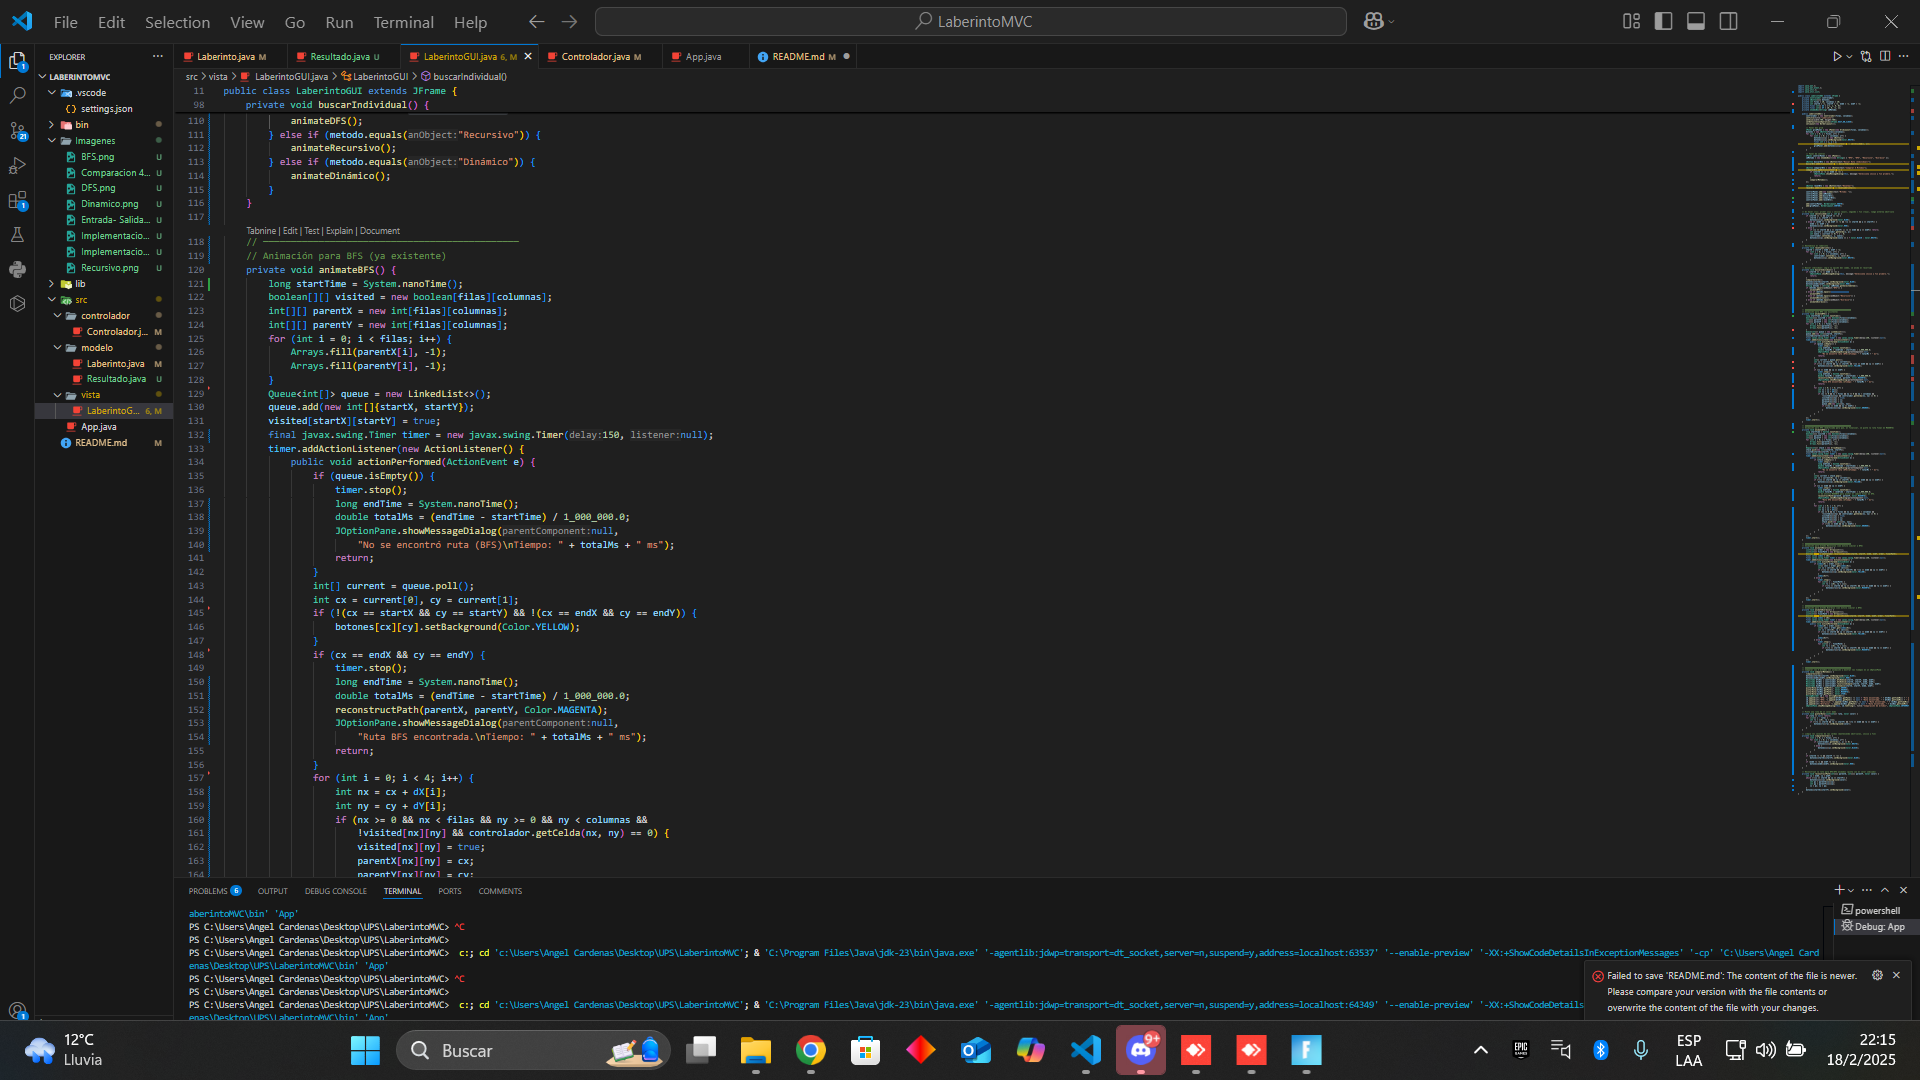 File Edit Selection View Go Run Terminal Help
LaberintoMVC
EXPLORER
LABERINTOMVC
.vscode
settings.json
bin
Imagenes
BFS.png U
Comparacion 4... U
DFS.png U
Dinamico.png U
Entrada- Salida... U
Implementacio... U
Implementacio... U
Recursivo.png U
lib
src
controlador
Controlador.j... M
modelo
Laberinto.java M
Resultado.java U
vista
LaberintoG... 6, M
App.java
README.md M
Laberinto.java M
Resultado.java U
LaberintoGUI.java 6, M
Controlador.java M
App.java
README.md M
src > vista > LaberintoGUI.java > LaberintoGUI > buscarIndividual()
11 public class LaberintoGUI extends JFrame {
98 private void buscarIndividual() {
110 animateDFS();
111 } else if (metodo.equals(anObject:"Recursivo")) {
112 animateRecursivo();
113 } else if (metodo.equals(anObject:"Dinámico")) {
114 animateDinámico();
115 }
116 }
117
Tabnine | Edit | Test | Explain | Document
118 // ───────────────────────────────
119 // Animación para BFS (ya existente)
120 private void animateBFS() {
121 long startTime = System.nanoTime();
122 boolean[][] visited = new boolean[filas][columnas];
123 int[][] parentX = new int[filas][columnas];
124 int[][] parentY = new int[filas][columnas];
125 for (int i = 0; i < filas; i++) {
126 Arrays.fill(parentX[i], -1);
127 Arrays.fill(parentY[i], -1);
128 }
129 Queue<int[]> queue = new LinkedList<>();
130 queue.add(new int[]{startX, startY});
131 visited[startX][startY] = true;
132 final javax.swing.Timer timer = new javax.swing.Timer(delay:150, listener:null);
133 timer.addActionListener(new ActionListener() {
134 public void actionPerformed(ActionEvent e) {
135 if (queue.isEmpty()) {
136 timer.stop();
137 long endTime = System.nanoTime();
138 double totalMs = (endTime - startTime) / 1_000_000.0;
139 JOptionPane.showMessageDialog(parentComponent:null,
140 "No se encontró ruta (BFS)\nTiempo: " + totalMs + " ms");
141 return;
142 }
143 int[] current = queue.poll();
144 int cx = current[0], cy = current[1];
145 if (!(cx == startX && cy == startY) && !(cx == endX && cy == endY)) {
146 botones[cx][cy].setBackground(Color.YELLOW);
147 }
148 if (cx == endX && cy == endY) {
149 timer.stop();
150 long endTime = System.nanoTime();
151 double totalMs = (endTime - startTime) / 1_000_000.0;
152 reconstructPath(parentX, parentY, Color.MAGENTA);
153 JOptionPane.showMessageDialog(parentComponent:null,
154 "Ruta BFS encontrada.\nTiempo: " + totalMs + " ms");
155 return;
156 }
157 for (int i = 0; i < 4; i++) {
158 int nx = cx + dX[i];
159 int ny = cy + dY[i];
160 if (nx >= 0 && nx < filas && ny >= 0 && ny < columnas &&
161 !visited[nx][ny] && controlador.getCelda(nx, ny) == 0) {
162 visited[nx][ny] = true;
163 parentX[nx][ny] = cx;
164 parentY[nx][ny] = cy;
PROBLEMS 6 OUTPUT DEBUG CONSOLE TERMINAL PORTS COMMENTS
aberintoMVC\bin' 'App'
PS C:\Users\Angel Cardenas\Desktop\UPS\LaberintoMVC> ^C
PS C:\Users\Angel Cardenas\Desktop\UPS\LaberintoMVC>
PS C:\Users\Angel Cardenas\Desktop\UPS\LaberintoMVC> c:; cd 'c:\Users\Angel Cardenas\Desktop\UPS\LaberintoMVC'; & 'C:\Program Files\Java\jdk-23\bin\java.exe' '-agentlib:jdwp=transport=dt_socket,server=n,suspend=y,address=localhost:63537' '--enable-preview' '-XX:+ShowCodeDetailsInExceptionMessages' '-cp' 'C:\Users\Angel Card
enas\Desktop\UPS\LaberintoMVC\bin' 'App'
PS C:\Users\Angel Cardenas\Desktop\UPS\LaberintoMVC> ^C
PS C:\Users\Angel Cardenas\Desktop\UPS\LaberintoMVC>
PS C:\Users\Angel Cardenas\Desktop\UPS\LaberintoMVC> c:; cd 'c:\Users\Angel Cardenas\Desktop\UPS\LaberintoMVC'; & 'C:\Program Files\Java\jdk-23\bin\java.exe' '-agentlib:jdwp=transport=dt_socket,server=n,suspend=y,address=localhost:64349' '--enable-preview' '-XX:+ShowCodeDetails
enas\Desktop\UPS\LaberintoMVC\bin' 'App'
powershell
Debug: App
Failed to save 'README.md': The content of the file is newer.
Please compare your version with the file contents or
overwrite the content of the file with your changes.
12°C
Lluvia
Buscar
9+
EPIC
ESP
LAA
22:15
18/2/2025